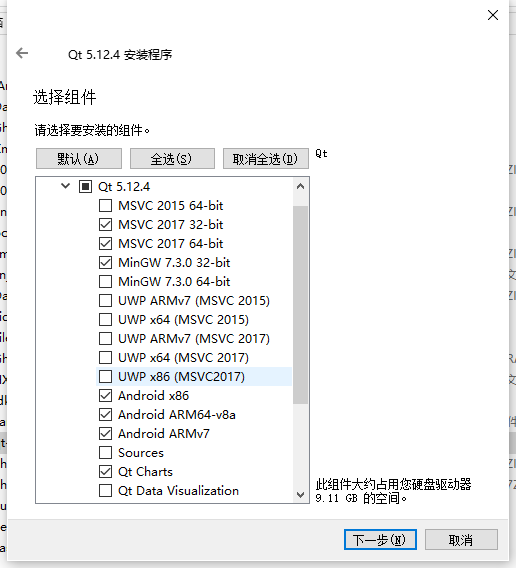 Qt 5.12.4 安装程序
选择组件
请选择要安装的组件。
默认(A)
全选(S)
取消全选(D)
Qt
Qt 5.12.4
MSVC 2015 64-bit
MSVC 2017 32-bit
MSVC 2017 64-bit
MinGW 7.3.0 32-bit
MinGW 7.3.0 64-bit
UWP ARMv7 (MSVC 2015)
UWP x64 (MSVC 2015)
UWP ARMv7 (MSVC 2017)
UWP x64 (MSVC 2017)
UWP x86 (MSVC2017)
Android x86
Android ARM64-v8a
Android ARMv7
Sources
Qt Charts
Qt Data Visualization
此组件大约占用您硬盘驱动器
9.11 GB 的空间。
下一步(N)
取消